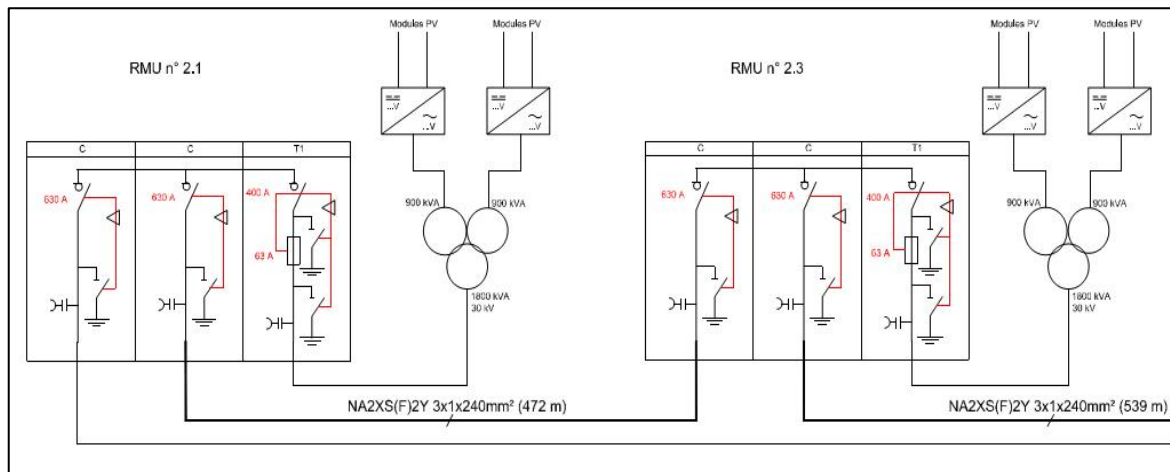 Modules PV
Modules PV
RMU n° 2.1
...V
...V
...V
...V
C
C
T1
630 A
630 A
400 A
63 A
900 kVA
900 kVA
1800 kVA
30 kV
NA2XS(F)2Y 3x1x240mm² (472 m)
Modules PV
Modules PV
RMU n° 2.3
...V
...V
...V
...V
C
C
T1
630 A
630 A
400 A
63 A
900 kVA
900 kVA
1800 kVA
30 kV
NA2XS(F)2Y 3x1x240mm² (539 m)